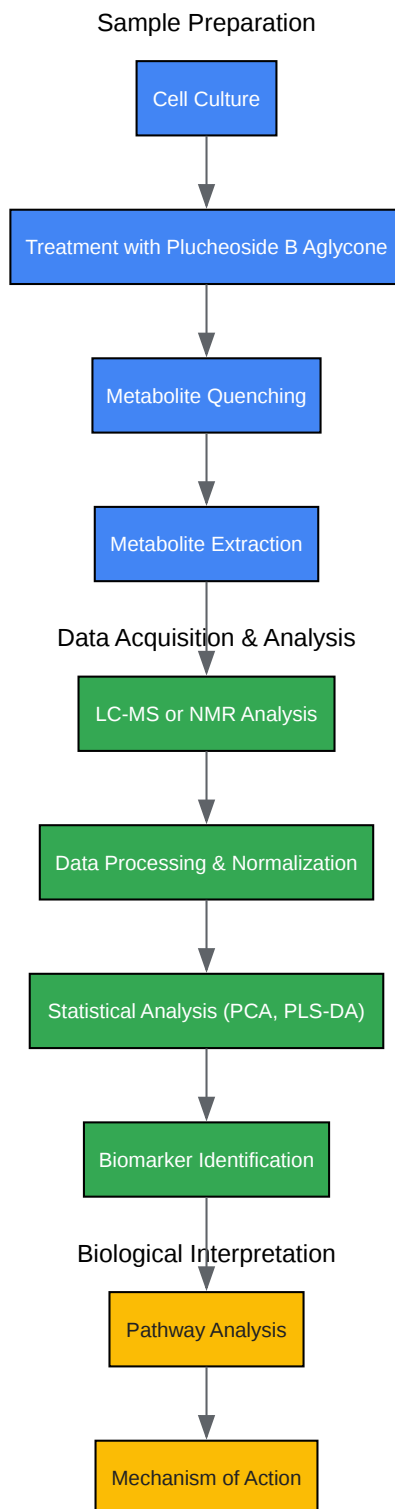 Sample Preparation
Cell Culture
Treatment with Plucheoside B Aglycone
Metabolite Quenching
Metabolite Extraction
Data Acquisition & Analysis
LC-MS or NMR Analysis
Data Processing & Normalization
Statistical Analysis (PCA, PLS-DA)
Biomarker Identification
Biological Interpretation
Pathway Analysis
Mechanism of Action